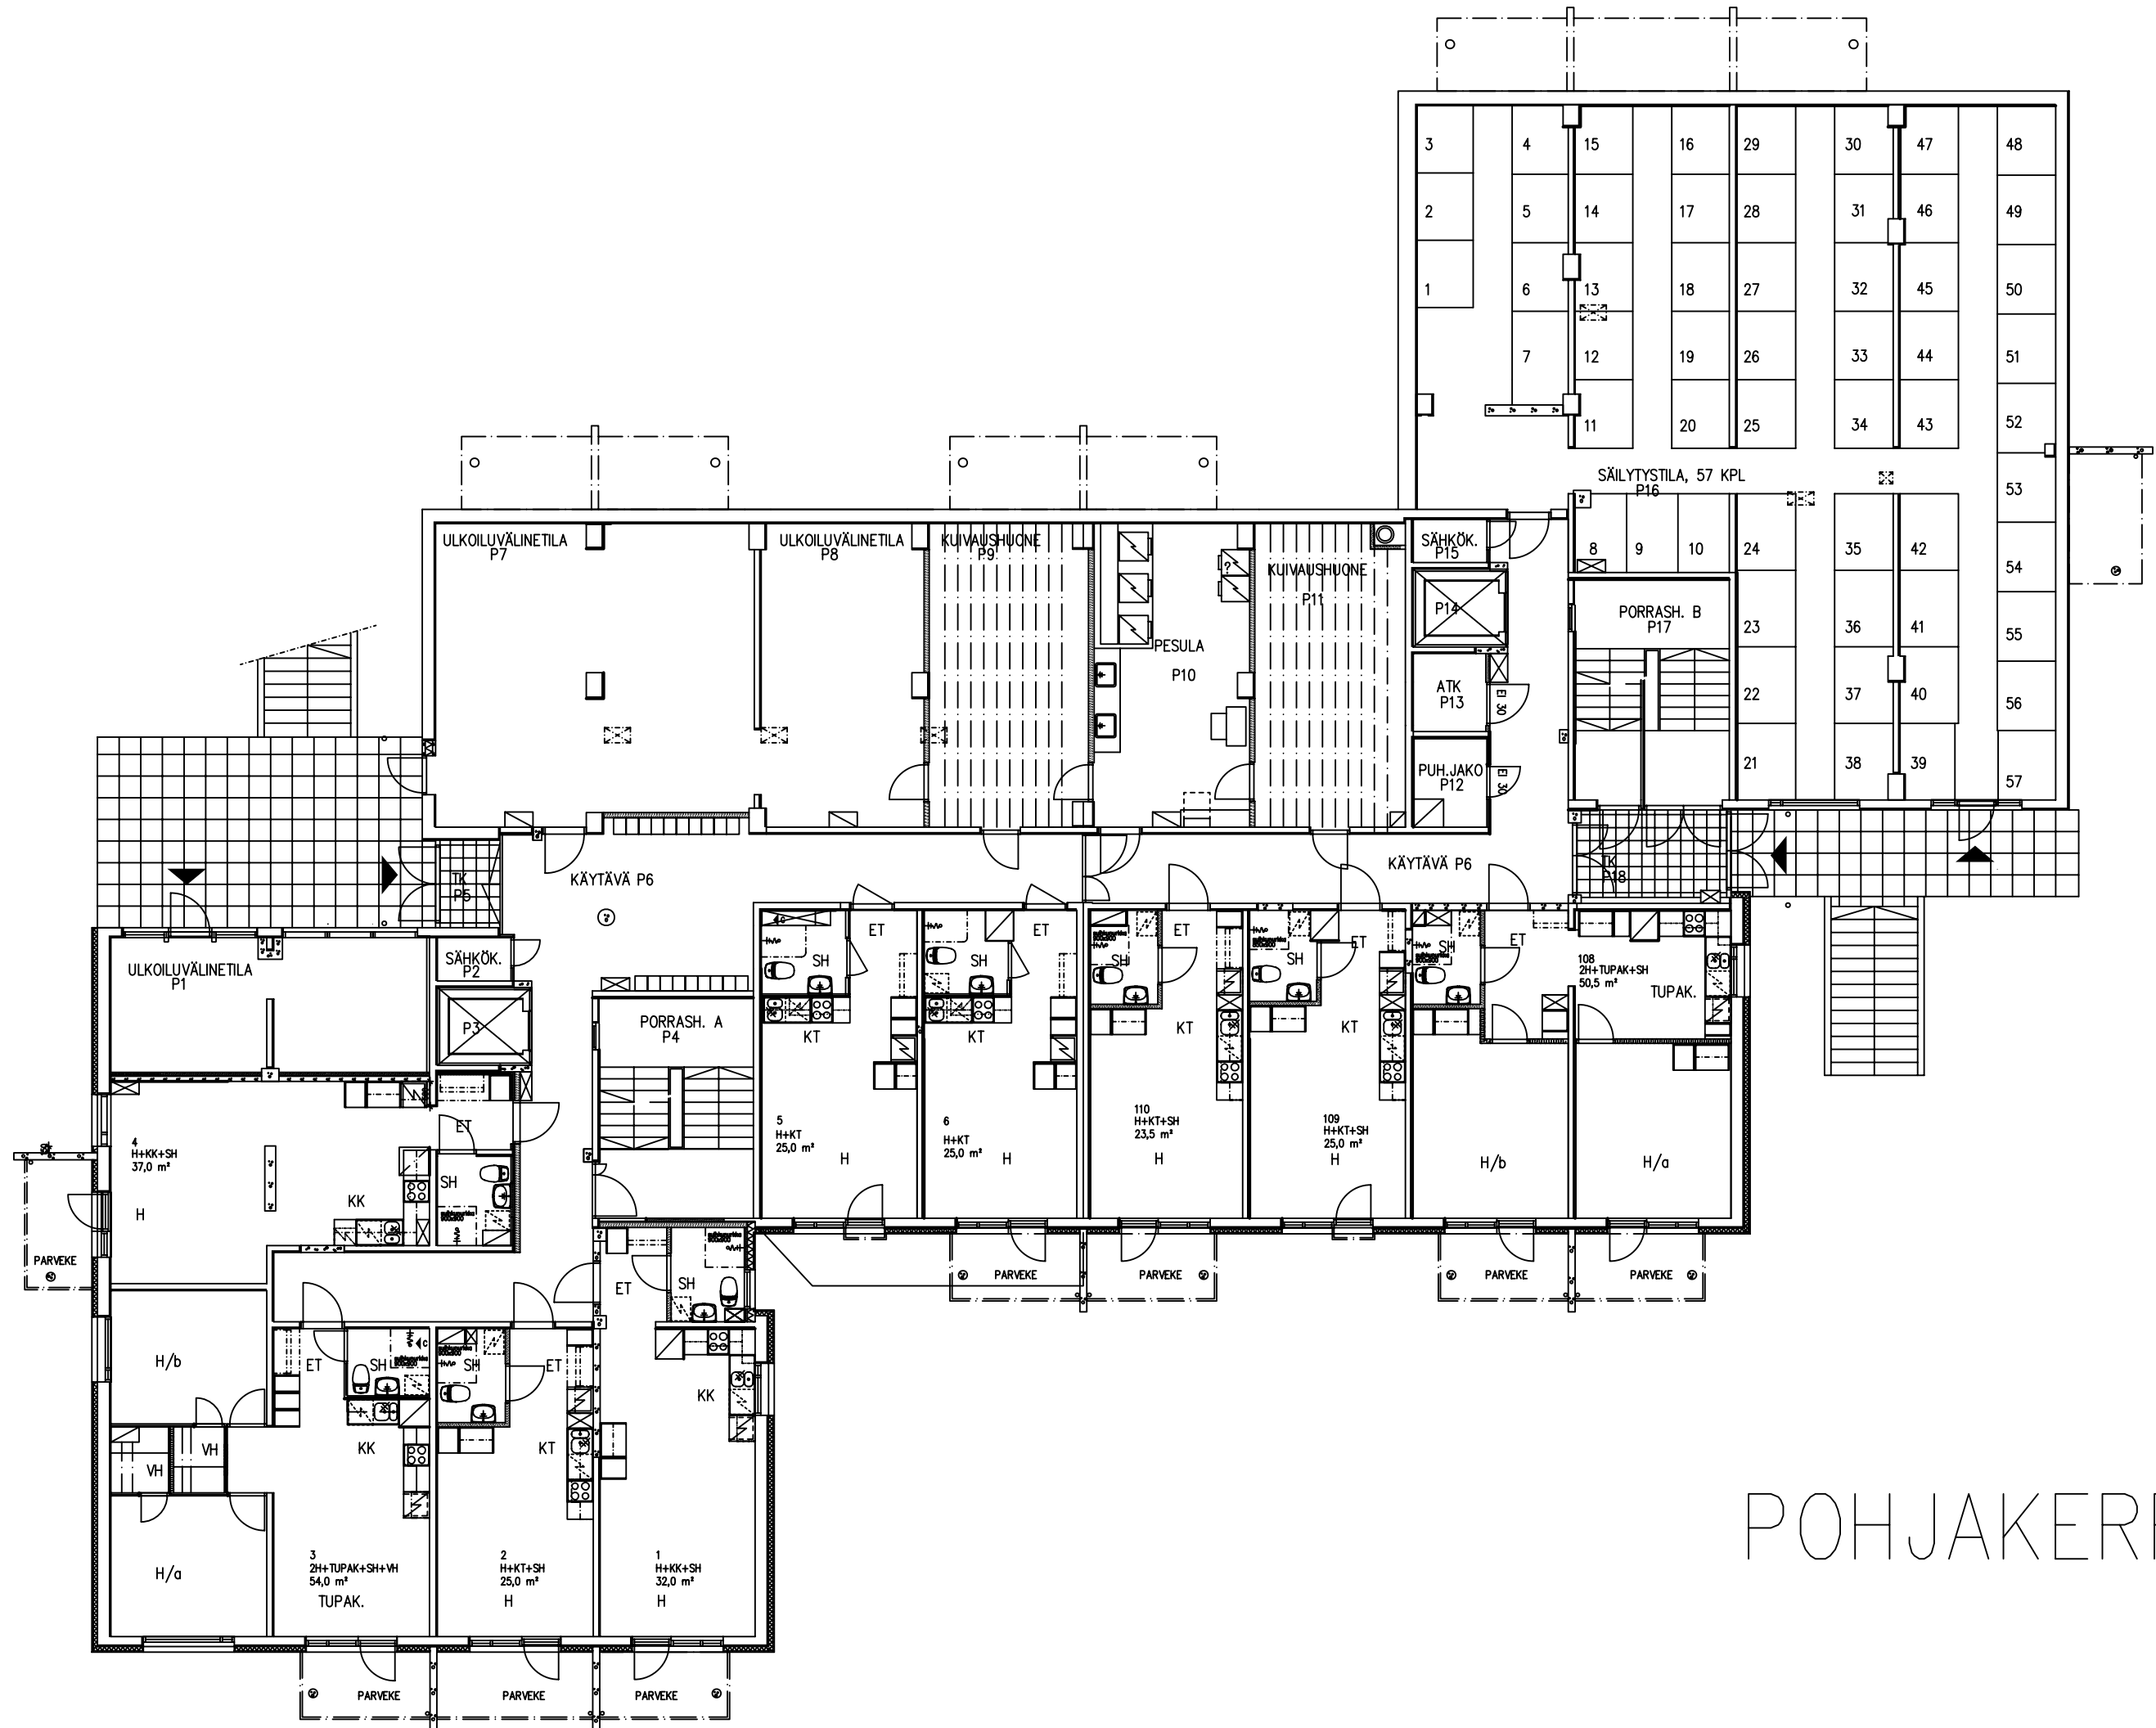 3 4 15 16 29 30 47 48
2 5 14 17 28 31 46 49
1 6 13 18 27 32 45 50
7 12 19 26 33 44 51
11 20 25 34 43 52
SÄILYTYSTILA, 57 KPL
P16
53
8 9 10 24 35 42 54
23 36 41 55
22 37 40 56
21 38 39 57
ULKOILUVÄLINETILA
P7
ULKOILUVÄLINETILA
P8
KUIVAUSHUONE
P9
PESULA
P10
?
KUIVAUSHUONE
P11
SÄHKÖK.
P15
P14
ATK
P13
EI 30
PUH.JAKO
P12
EI 30
PORRASH. B
P17
TK
P18
KÄYTÄVÄ P6
KÄYTÄVÄ P6
TK
P5
ULKOILUVÄLINETILA
P1
SÄHKÖK.
P2
P3
PORRASH. A
P4
ET
SH
KT
5
H+KT
25,0 m²
H
ET
SH
KT
6
H+KT
25,0 m²
H
ET
SH
KT
110
H+KT+SH
23,5 m²
H
ET
SH
KT
109
H+KT+SH
25,0 m²
H
SH
ET
108
2H+TUPAK+SH
50,5 m²
TUPAK.
H/b
H/a
PARVEKE
PARVEKE
PARVEKE
PARVEKE
4
H+KK+SH
37,0 m²
ET
SH
KK
H
PARVEKE
H/b
VH
VH
H/a
ET
SH
C
KK
3
2H+TUPAK+SH+VH
54,0 m²
TUPAK.
SH
ET
KT
2
H+KT+SH
25,0 m²
H
ET
SH
KK
1
H+KK+SH
32,0 m²
H
PARVEKE
PARVEKE
PARVEKE
POHJAKER